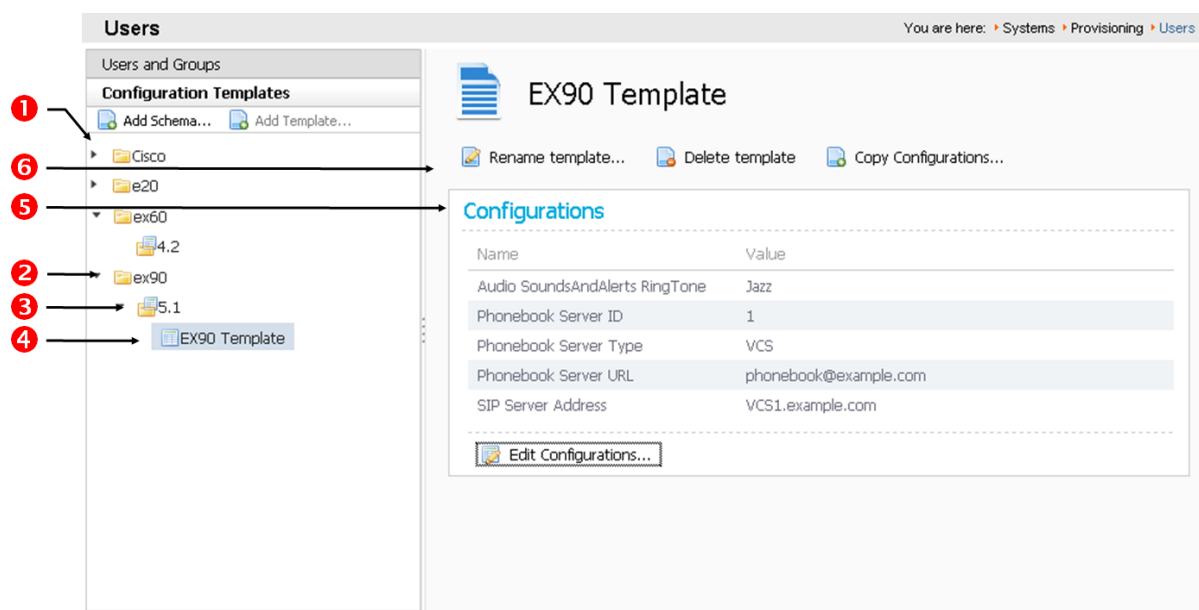 Users
You are here: Systems Provisioning Users
Users and Groups
Configuration Templates
Add Schema... Add Template...
1
Cisco
6
e20
5
ex60
4.2
2
ex90
3
5.1
4
EX90 Template
EX90 Template
Rename template... Delete template Copy Configurations...
Configurations
Name Value
Audio SoundsAndAlerts RingTone Jazz
Phonebook Server ID 1
Phonebook Server Type VCS
Phonebook Server URL phonebook@example.com
SIP Server Address VCS1.example.com
Edit Configurations...